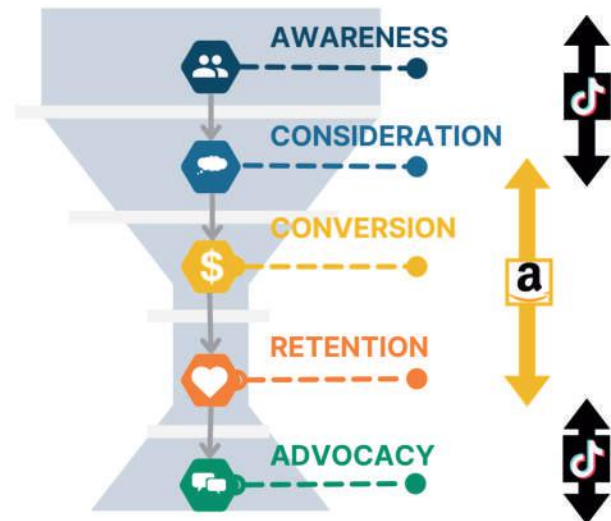 AWARENESS
CONSIDERATION
CONVERSION
$
a
RETENTION
ADVOCACY